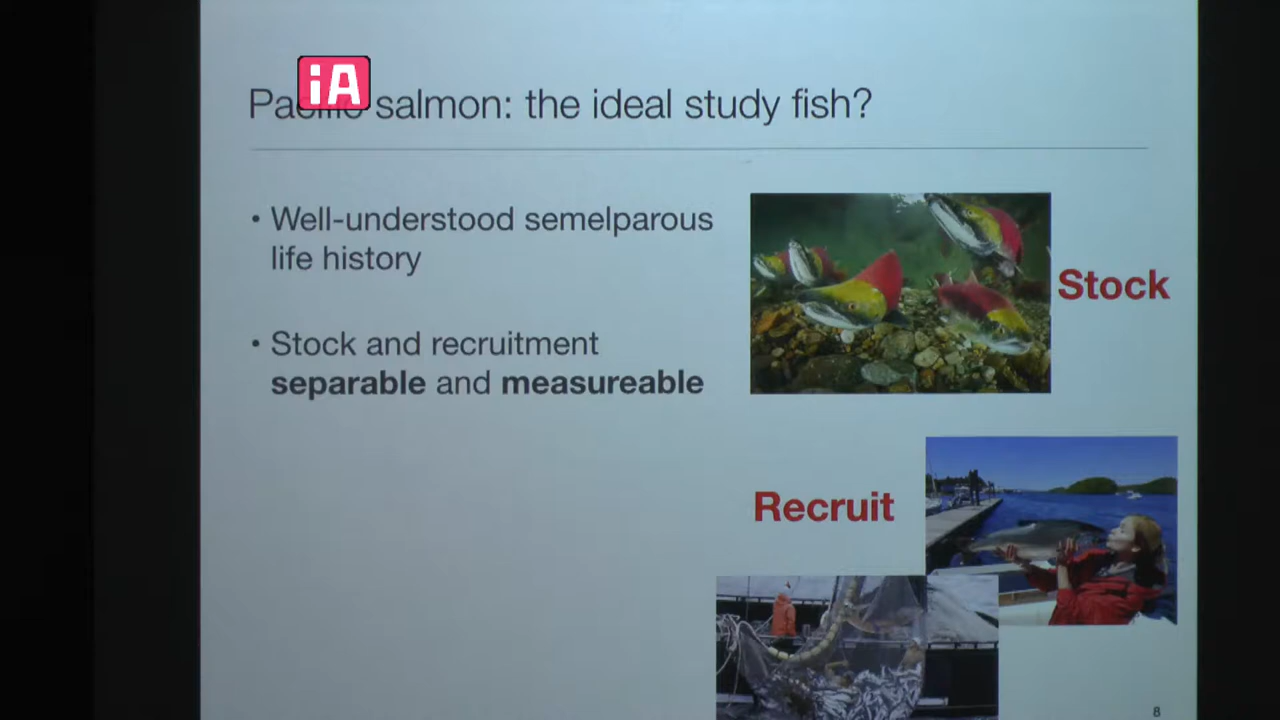 iA
Pacific salmon: the ideal study fish?
• Well-understood semelparous
life history
• Stock and recruitment
separable and measureable
Stock
Recruit
8